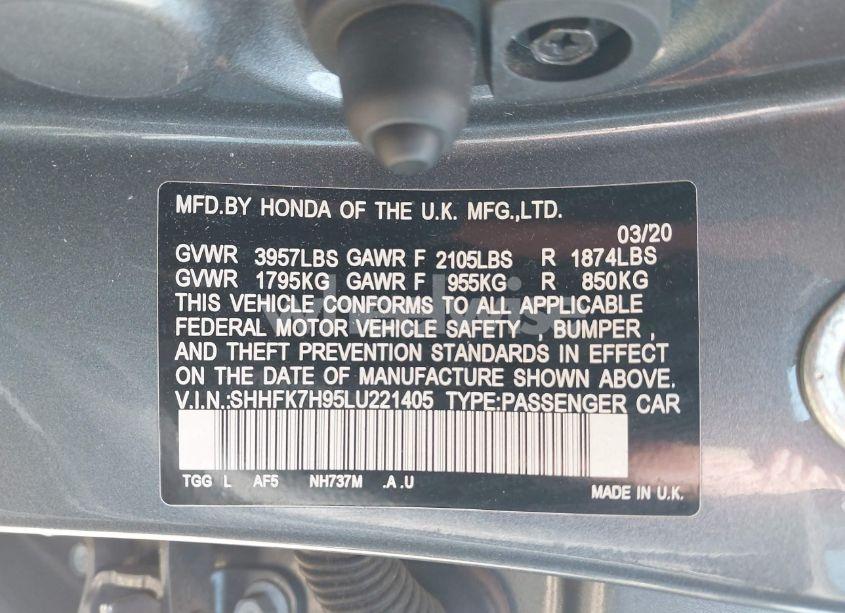 MFD.BY HONDA OF THE U.K. MFG.,LTD.
03/20
GVWR 3957LBS GAWR F 2105LBS R 1874LBS
GVWR 1795KG GAWR F 955KG R 850KG
THIS VEHICLE CONFORMS TO ALL APPLICABLE
FEDERAL MOTOR VEHICLE SAFETY , BUMPER ,
AND THEFT PREVENTION STANDARDS IN EFFECT
ON THE DATE OF MANUFACTURE SHOWN ABOVE.
V.I.N.:SHHFK7H95LU221405 TYPE:PASSENGER CAR
TGG L AF5 NH737M .A .U
MADE IN U.K.